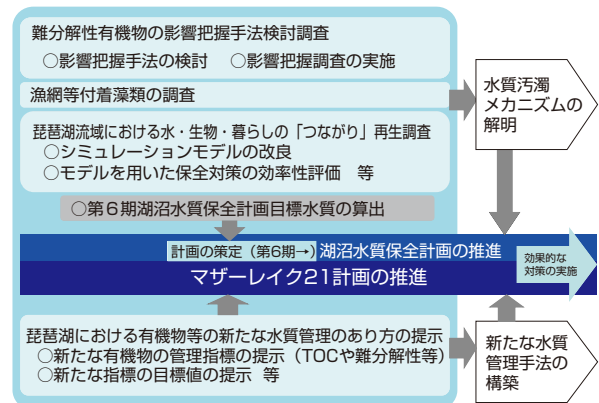 難分解性有機物の影響把握手法検討調査
○影響把握手法の検討　○影響把握調査の実施
漁網等付着藻類の調査
琵琶湖流域における水・生物・暮らしの「つながり」再生調査
○シミュレーションモデルの改良
○モデルを用いた保全対策の効率性評価　等
○第６期湖沼水質保全計画目標水質の算出
水質汚濁
メカニズムの
解明
計画の策定（第6期→）湖沼水質保全計画の推進
マザーレイク21計画の推進
効果的な
対策の実施
琵琶湖における有機物等の新たな水質管理のあり方の提示
○新たな有機物の管理指標の提示（TOCや難分解性等）
○新たな指標の目標値の提示　等
新たな水質
管理手法の
構築